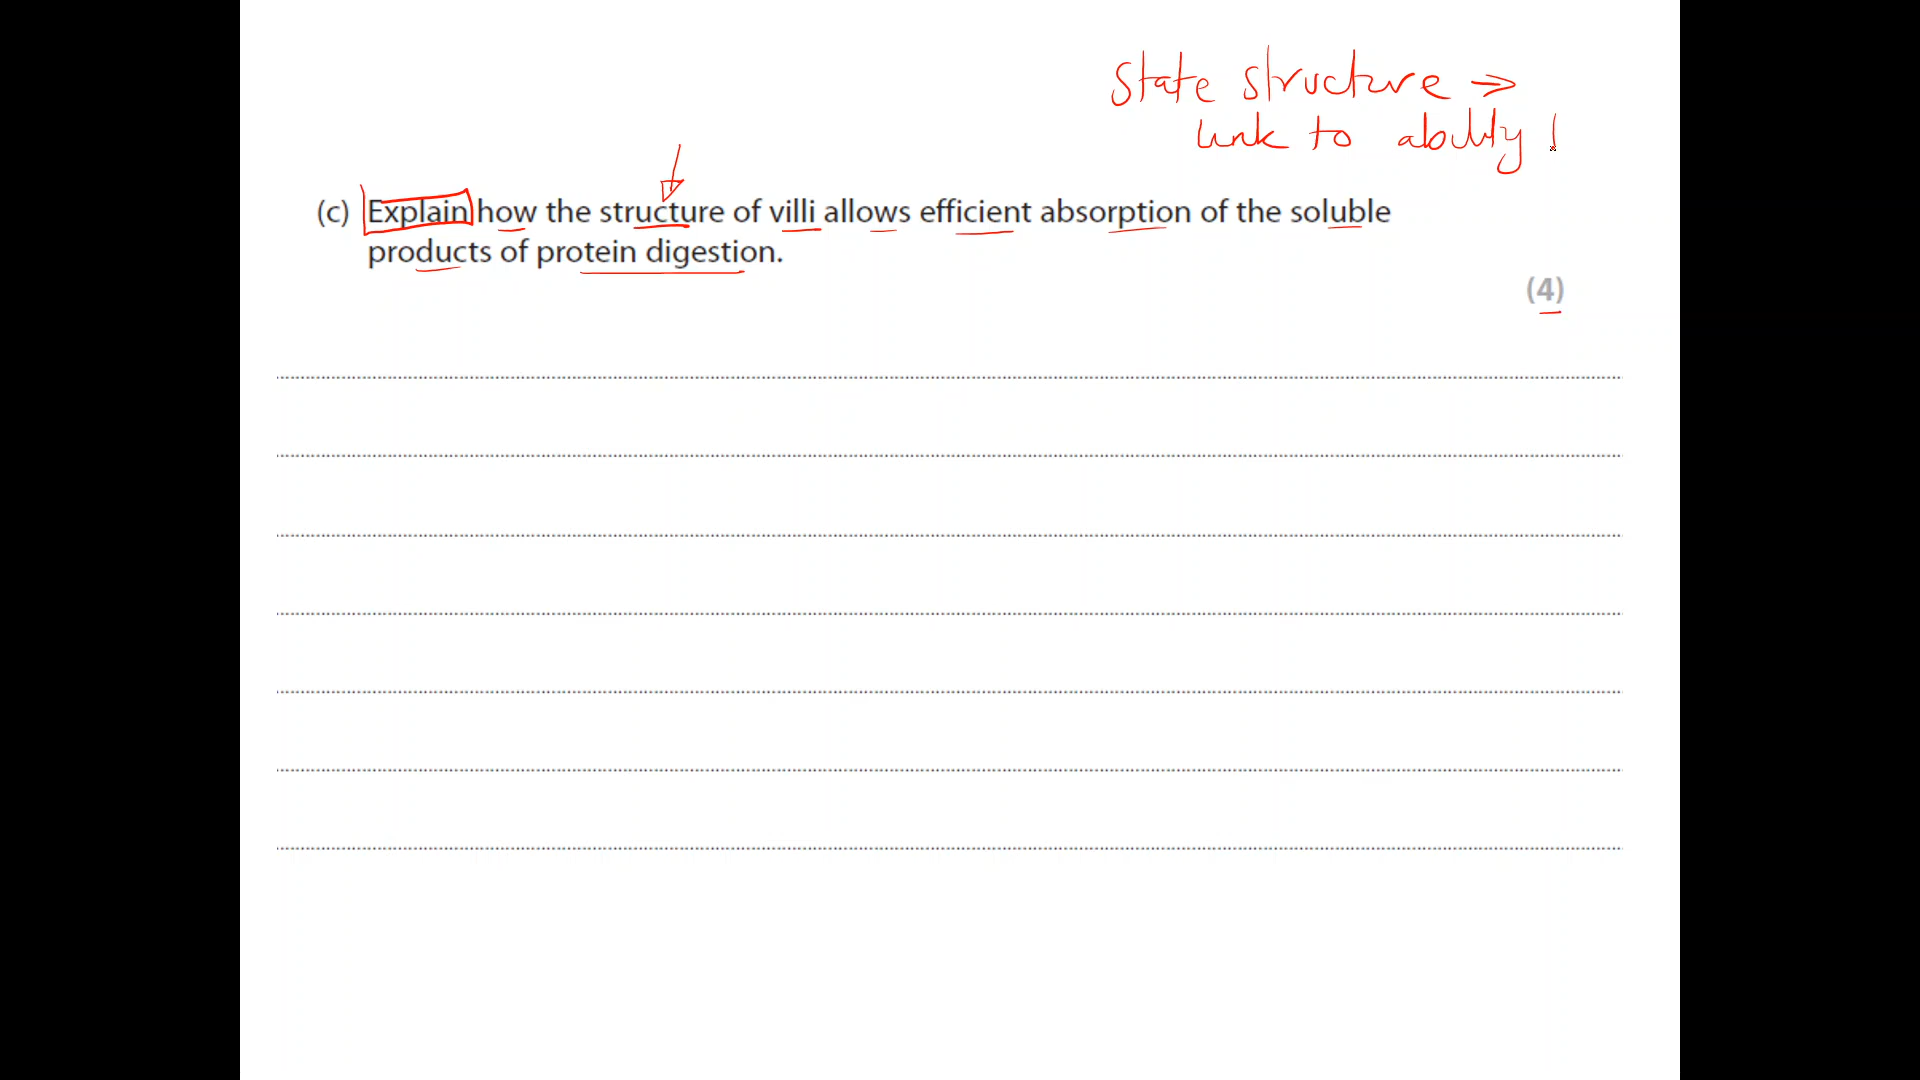 State structure ⇒
link to ability
(c) Explain how the structure of villi allows efficient absorption of the soluble
products of protein digestion.
(4)